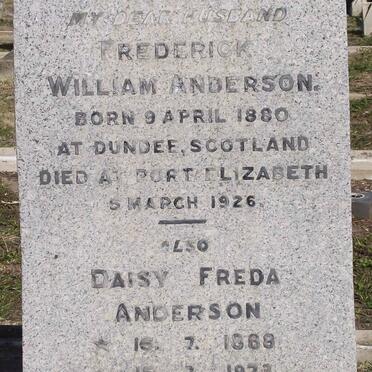 MY DEAR HUSBAND
FREDERICK
WILLIAM ANDERSON.
BORN 9 APRIL 1880
AT DUNDEE, SCOTLAND
DIED AT PORT ELIZABETH
5 MARCH 1926.
ALSO
DAISY FREDA
ANDERSON
15. 7. 1888